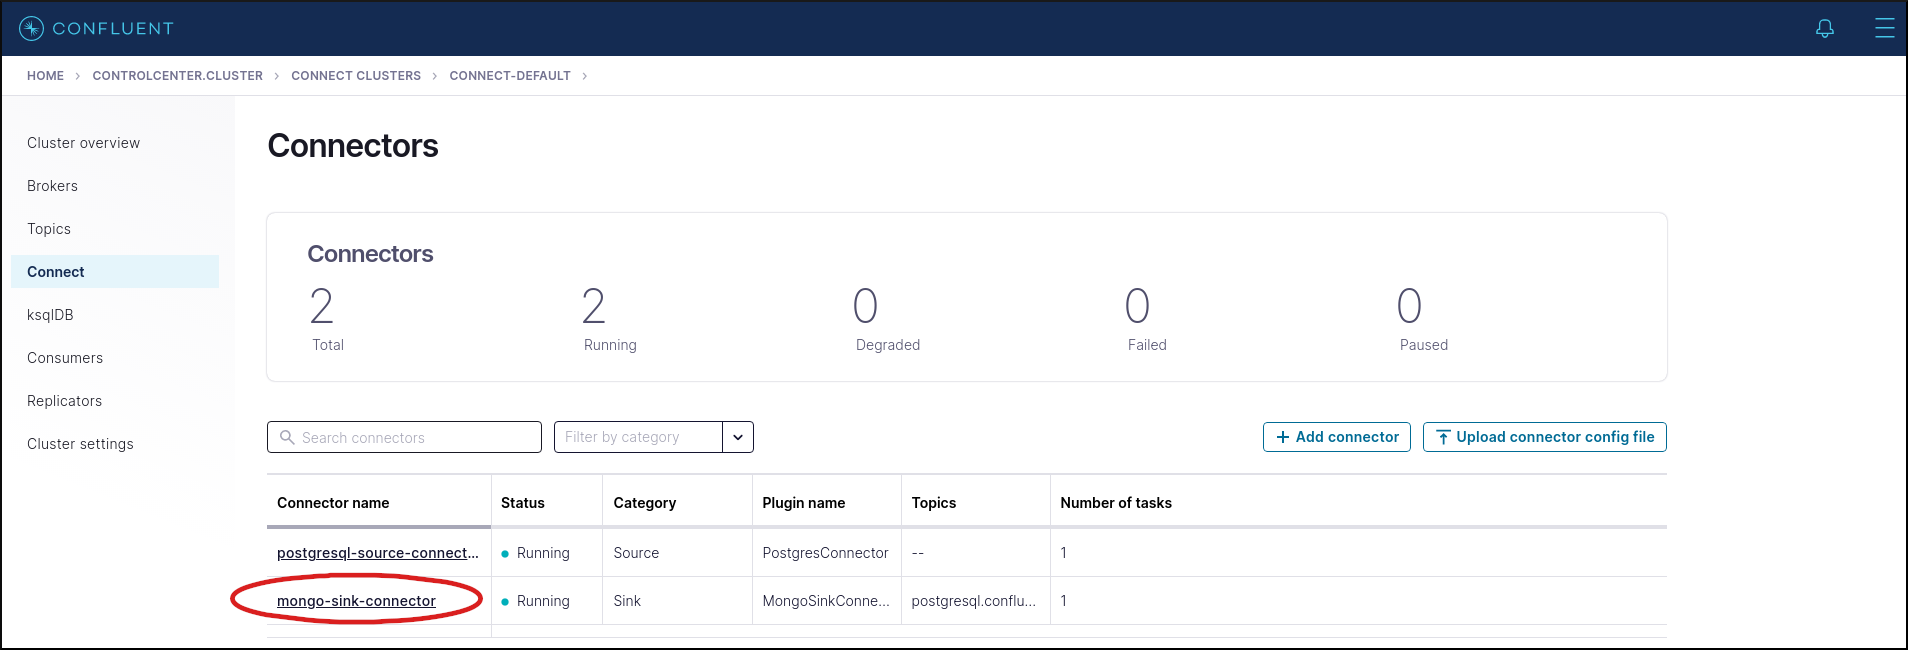 CONFLUENT
HOME > CONTROLCENTER.CLUSTER > CONNECT CLUSTERS > CONNECT-DEFAULT >
Cluster overview
Brokers
Topics
Connect
ksqlDB
Consumers
Replicators
Cluster settings
Connectors
Connectors
2 2 0 0 0
Total Running Degraded Failed Paused
Search connectors Filter by category Add connector Upload connector config file
Connector name Status Category Plugin name Topics Number of tasks
postgresql-source-connect... Running Source PostgresConnector -- 1
mongo-sink-connector Running Sink MongoSinkConne... postgresql.conflu... 1